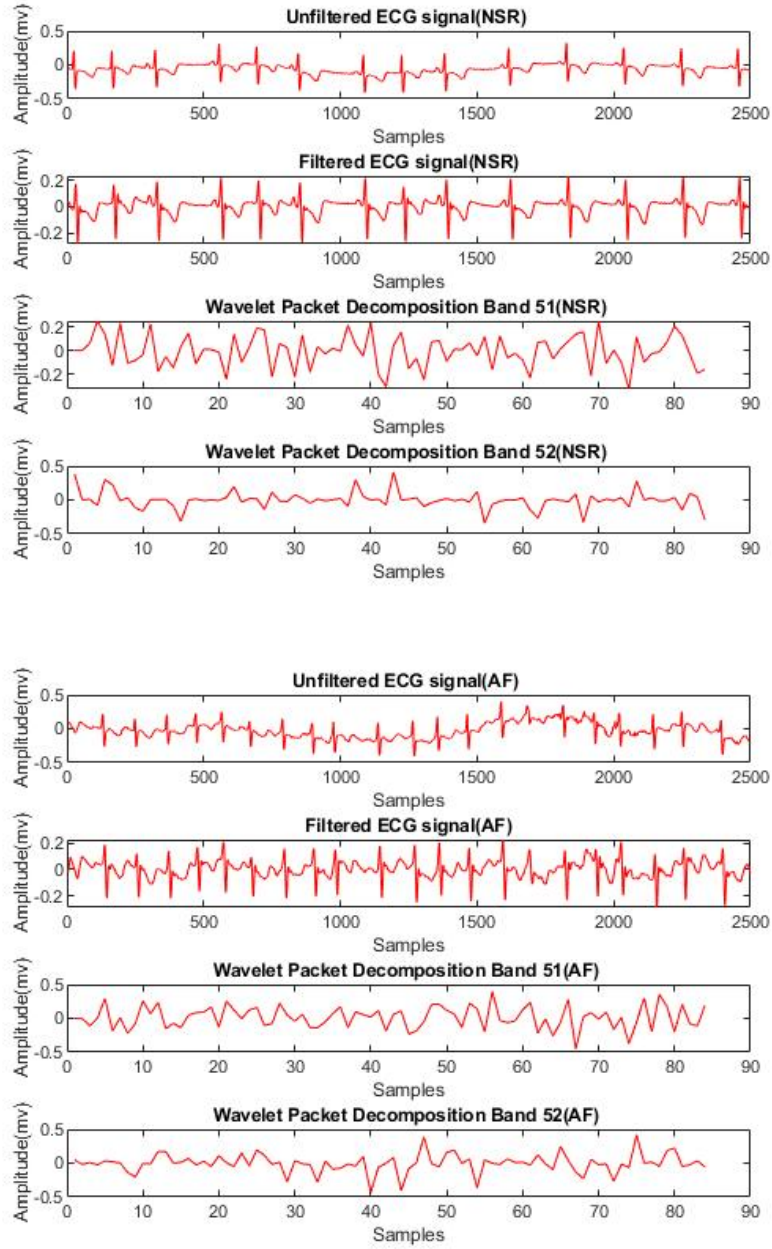 Unfiltered ECG signal(NSR)
Amplitude(mv)
0.5
0
-0.5
0 500 1000 1500 2000 2500
Samples
Filtered ECG signal(NSR)
Amplitude(mv)
0.2
0
-0.2
0 500 1000 1500 2000 2500
Samples
Wavelet Packet Decomposition Band 51(NSR)
Amplitude(mv)
0.2
0
-0.2
0 10 20 30 40 50 60 70 80 90
Samples
Wavelet Packet Decomposition Band 52(NSR)
Amplitude(mv)
0.5
0
-0.5
0 10 20 30 40 50 60 70 80 90
Samples
Unfiltered ECG signal(AF)
Amplitude(mv)
0.5
0
-0.5
0 500 1000 1500 2000 2500
Samples
Filtered ECG signal(AF)
Amplitude(mv)
0.2
0
-0.2
0 500 1000 1500 2000 2500
Samples
Wavelet Packet Decomposition Band 51(AF)
Amplitude(mv)
0.5
0
-0.5
0 10 20 30 40 50 60 70 80 90
Samples
Wavelet Packet Decomposition Band 52(AF)
Amplitude(mv)
0.5
0
-0.5
0 10 20 30 40 50 60 70 80 90
Samples